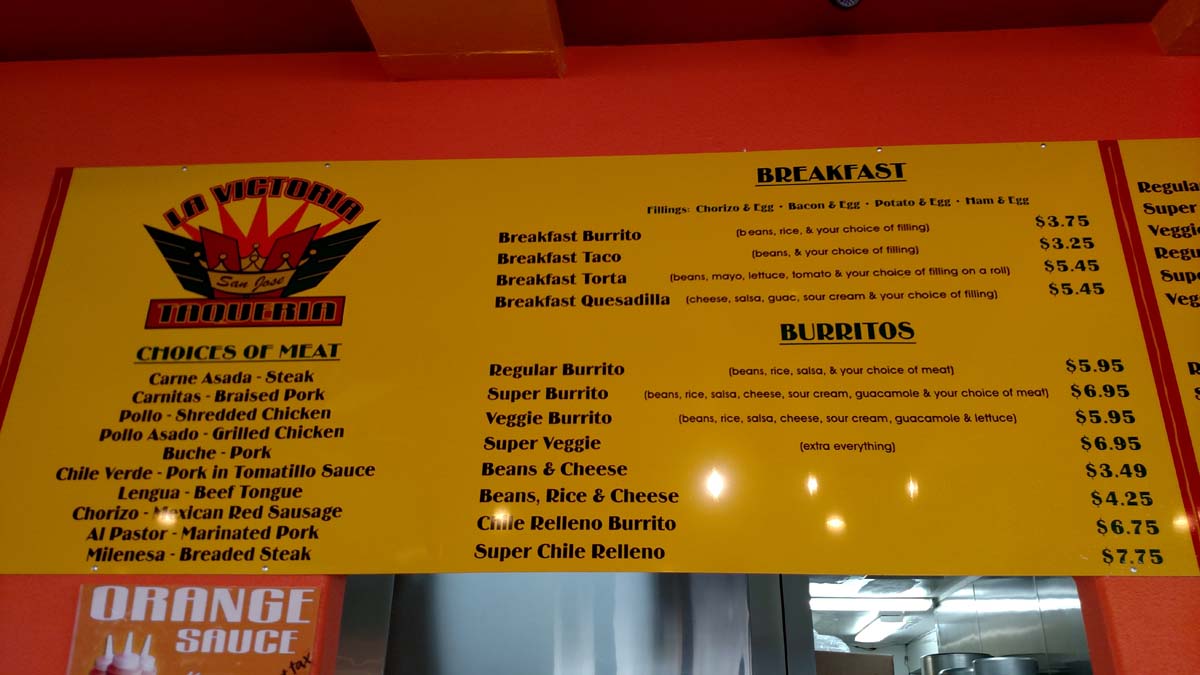 LA VICTORIA
San Jose
TAQUERIA
CHOICES OF MEAT
Carne Asada - Steak
Carnitas - Braised Pork
Pollo - Shredded Chicken
Pollo Asado - Grilled Chicken
Buche - Pork
Chile Verde - Pork in Tomatillo Sauce
Lengua - Beef Tongue
Chorizo - Mexican Red Sausage
Al Pastor - Marinated Pork
Milenesa - Breaded Steak
BREAKFAST
Fillings: Chorizo & Egg • Bacon & Egg • Potato & Egg • Ham & Egg
Breakfast Burrito (beans, rice, & your choice of filling) $3.75
Breakfast Taco (beans, & your choice of filling) $3.25
Breakfast Torta (beans, mayo, lettuce, tomato & your choice of filling on a roll) $5.45
Breakfast Quesadilla (cheese, salsa, guac, sour cream & your choice of filling) $5.45
BURRITOS
Regular Burrito (beans, rice, salsa, & your choice of meat) $5.95
Super Burrito (beans, rice, salsa, cheese, sour cream, guacamole & your choice of meat) $6.95
Veggie Burrito (beans, rice, salsa, cheese, sour cream, guacamole & lettuce) $5.95
Super Veggie (extra everything) $6.95
Beans & Cheese $3.49
Beans, Rice & Cheese $4.25
Chile Relleno Burrito $6.75
Super Chile Relleno $7.75
Regula
Super
Veggi
Regu
Supe
Veg
ORANGE
SAUCE
tax